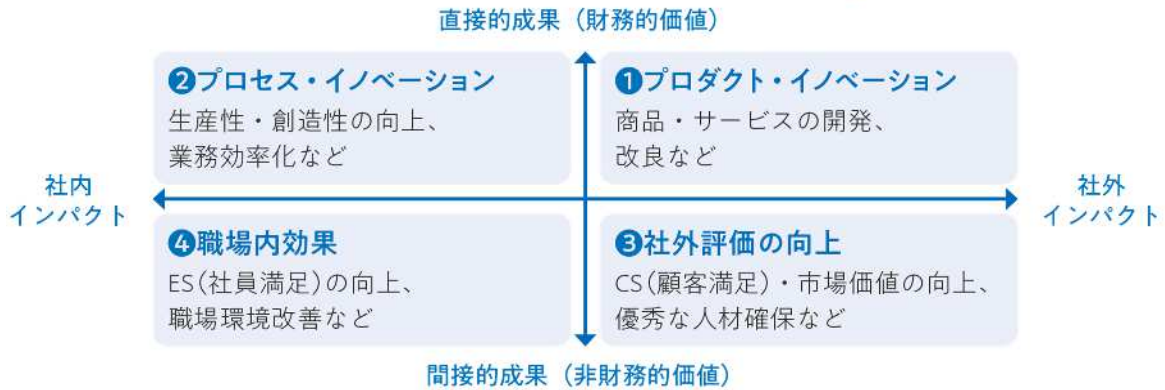 直接的成果（財務的価値）
❷プロセス・イノベーション
生産性・創造性の向上、
業務効率化など
❶プロダクト・イノベーション
商品・サービスの開発、
改良など
社内
インパクト
社外
インパクト
❹職場内効果
ES（社員満足）の向上、
職場環境改善など
❸社外評価の向上
CS（顧客満足）・市場価値の向上、
優秀な人材確保など
間接的成果（非財務的価値）